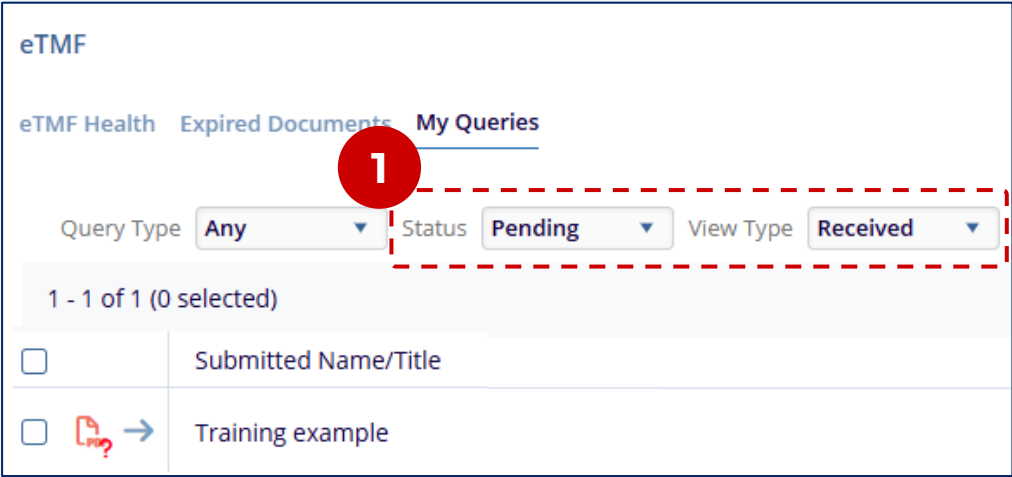 eTMF
eTMF Health Expired Documents My Queries
1
Query Type Any Status Pending View Type Received
1 - 1 of 1 (0 selected)
Submitted Name/Title
? Training example